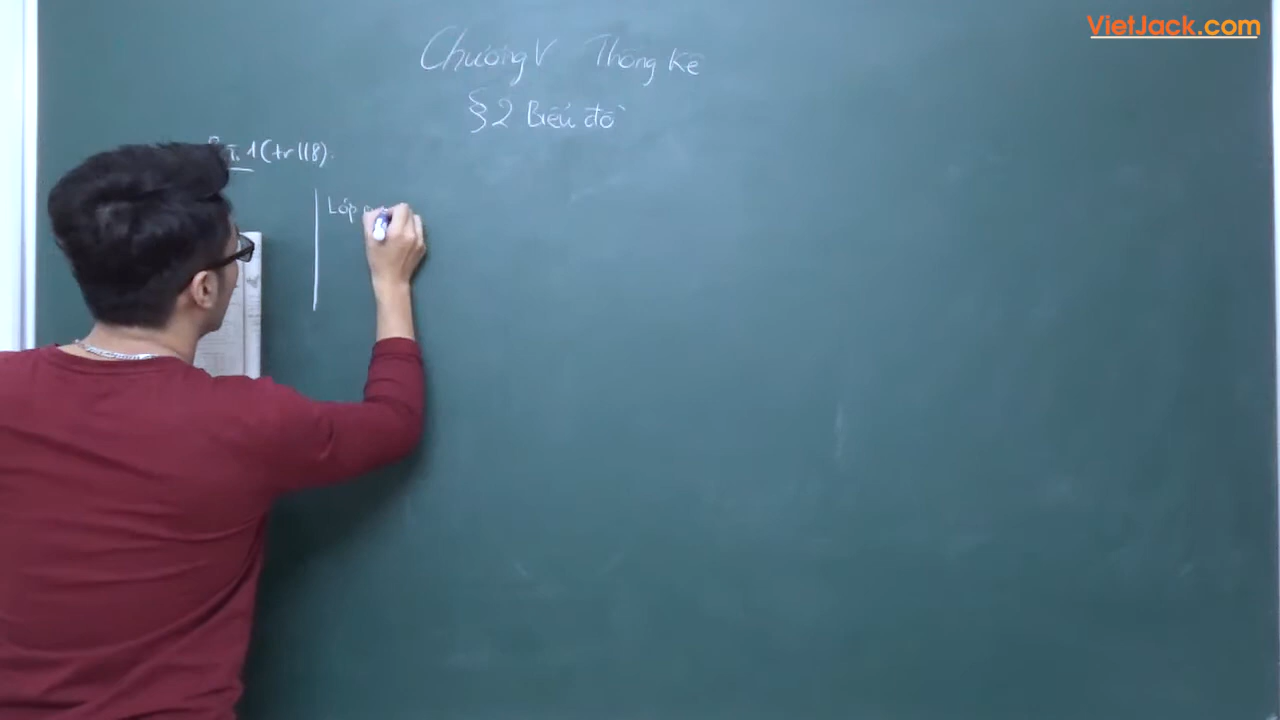 VietJack.com
Chương V Thống kê
§2 Biểu đồ
1 (tr 118).
Lớp